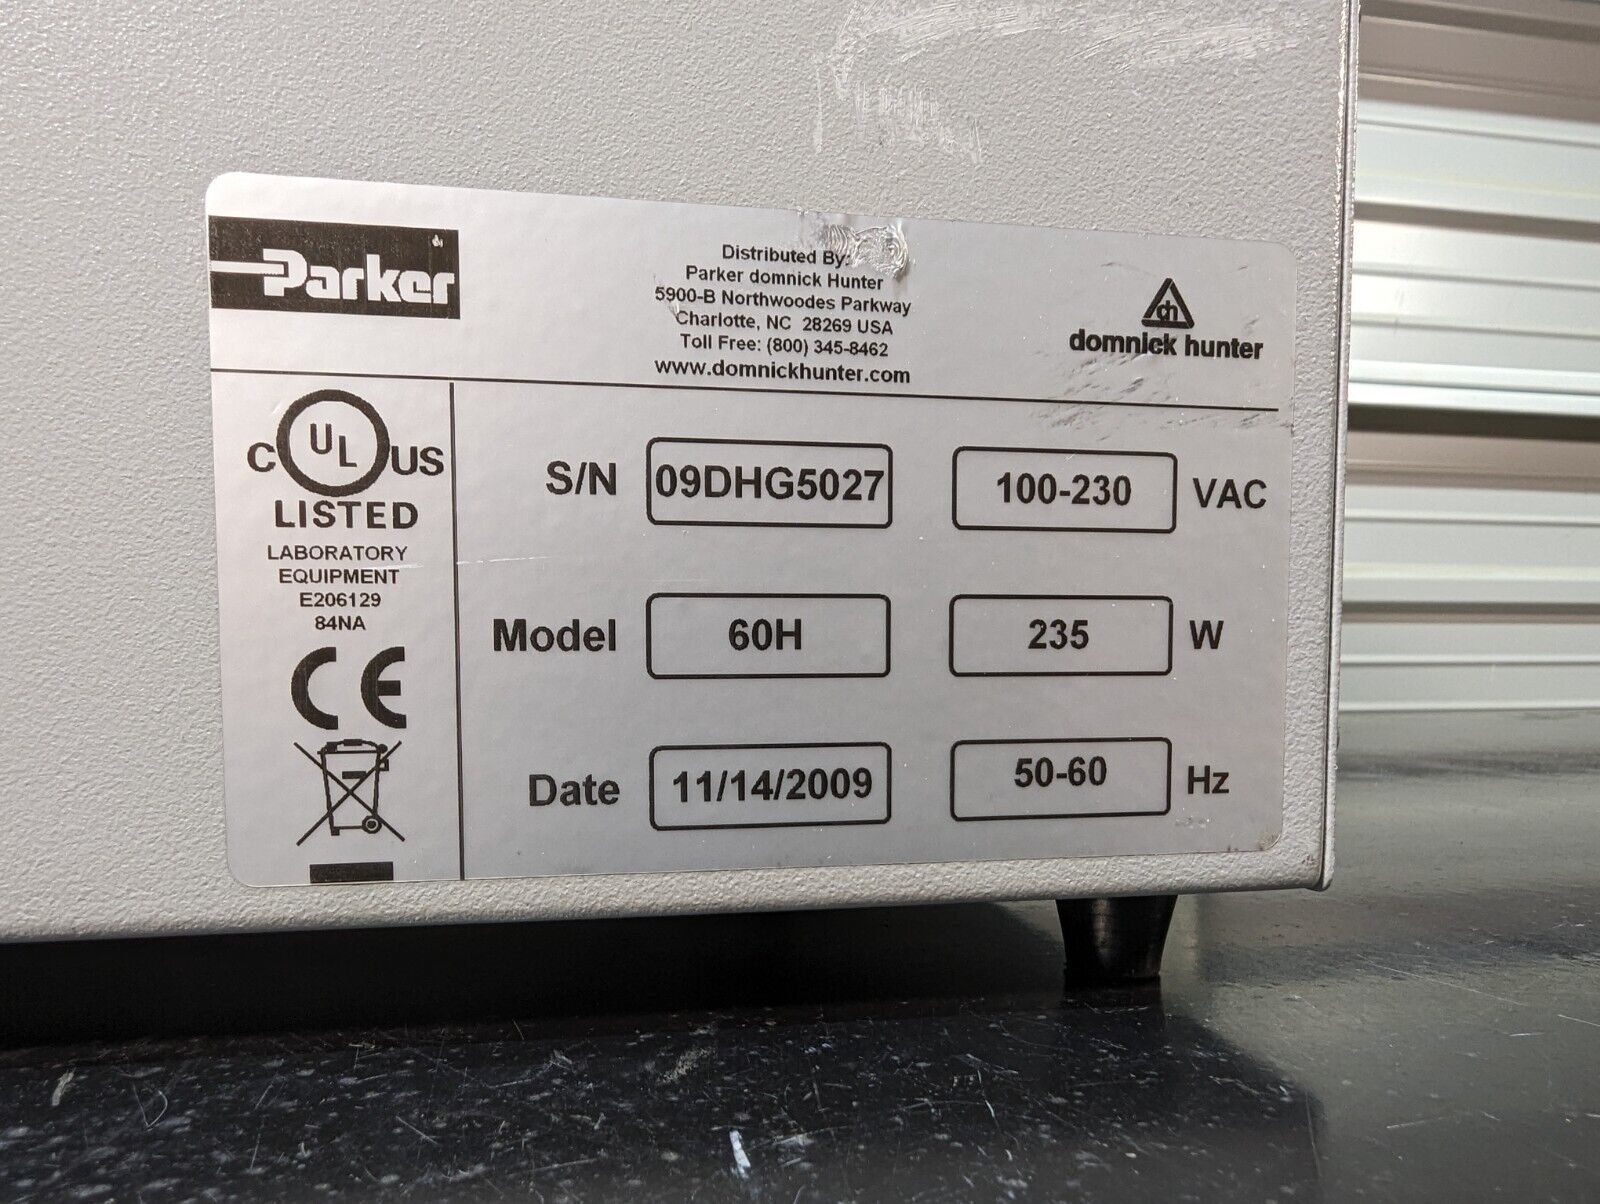 Parker
Distributed By:
Parker domnick Hunter
5900-B Northwoodes Parkway
Charlotte, NC 28269 USA
Toll Free: (800) 345-8462
www.domnickhunter.com
dh
domnick hunter
C UL US
LISTED
LABORATORY
EQUIPMENT
E206129
84NA
CE
S/N 09DHG5027 100-230 VAC
Model 60H 235 W
Date 11/14/2009 50-60 Hz